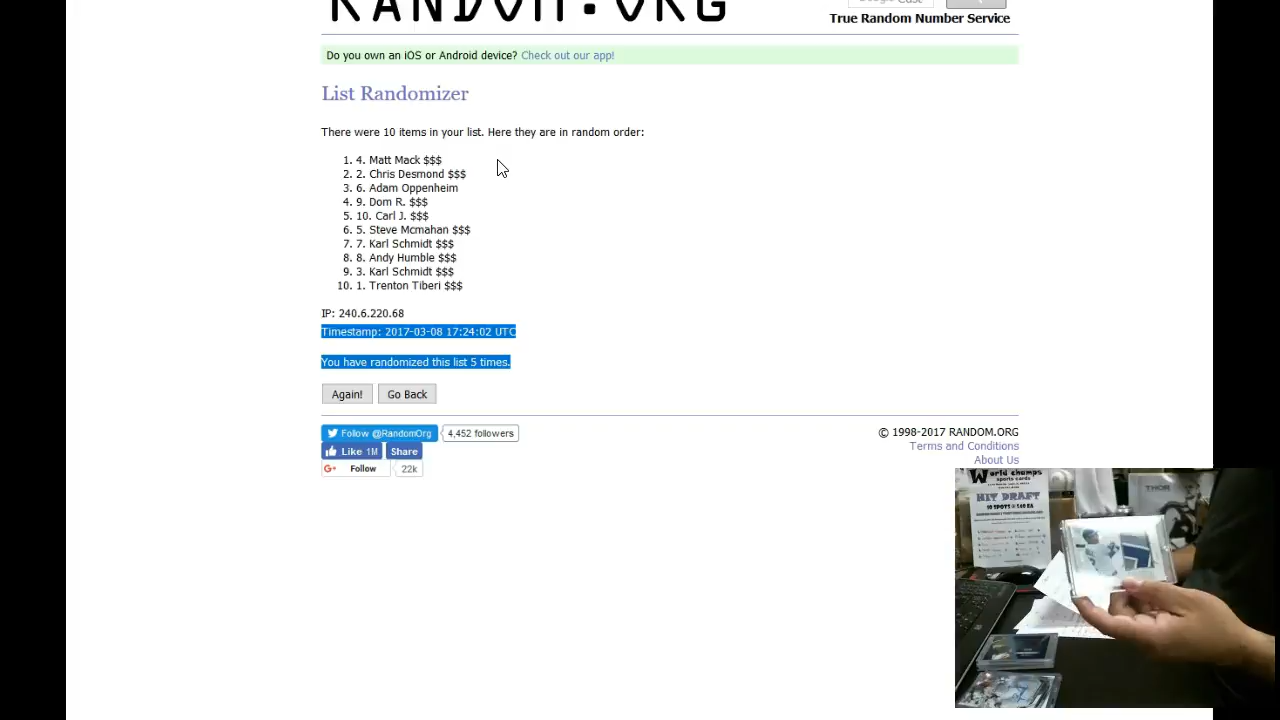 RANDOM.ORG
True Random Number Service
Do you own an iOS or Android device? Check out our app!
List Randomizer
There were 10 items in your list. Here they are in random order:
1. 4. Matt Mack $$$
2. 2. Chris Desmond $$$
3. 6. Adam Oppenheim
4. 9. Dom R. $$$
5. 10. Carl J. $$$
6. 5. Steve Mcmahan $$$
7. 7. Karl Schmidt $$$
8. 8. Andy Humble $$$
9. 3. Karl Schmidt $$$
10. 1. Trenton Tiberi $$$
IP: 240.6.220.68
Timestamp: 2017-03-08 17:24:02 UTC
You have randomized this list 5 times.
Again! Go Back
Follow @RandomOrg 4,452 followers
Like 1M Share
Follow 22k
© 1998-2017 RANDOM.ORG
Terms and Conditions
About Us
World champs
sports cards
HIT DRAFT
10 SPOTS @ $40 EA
THOR